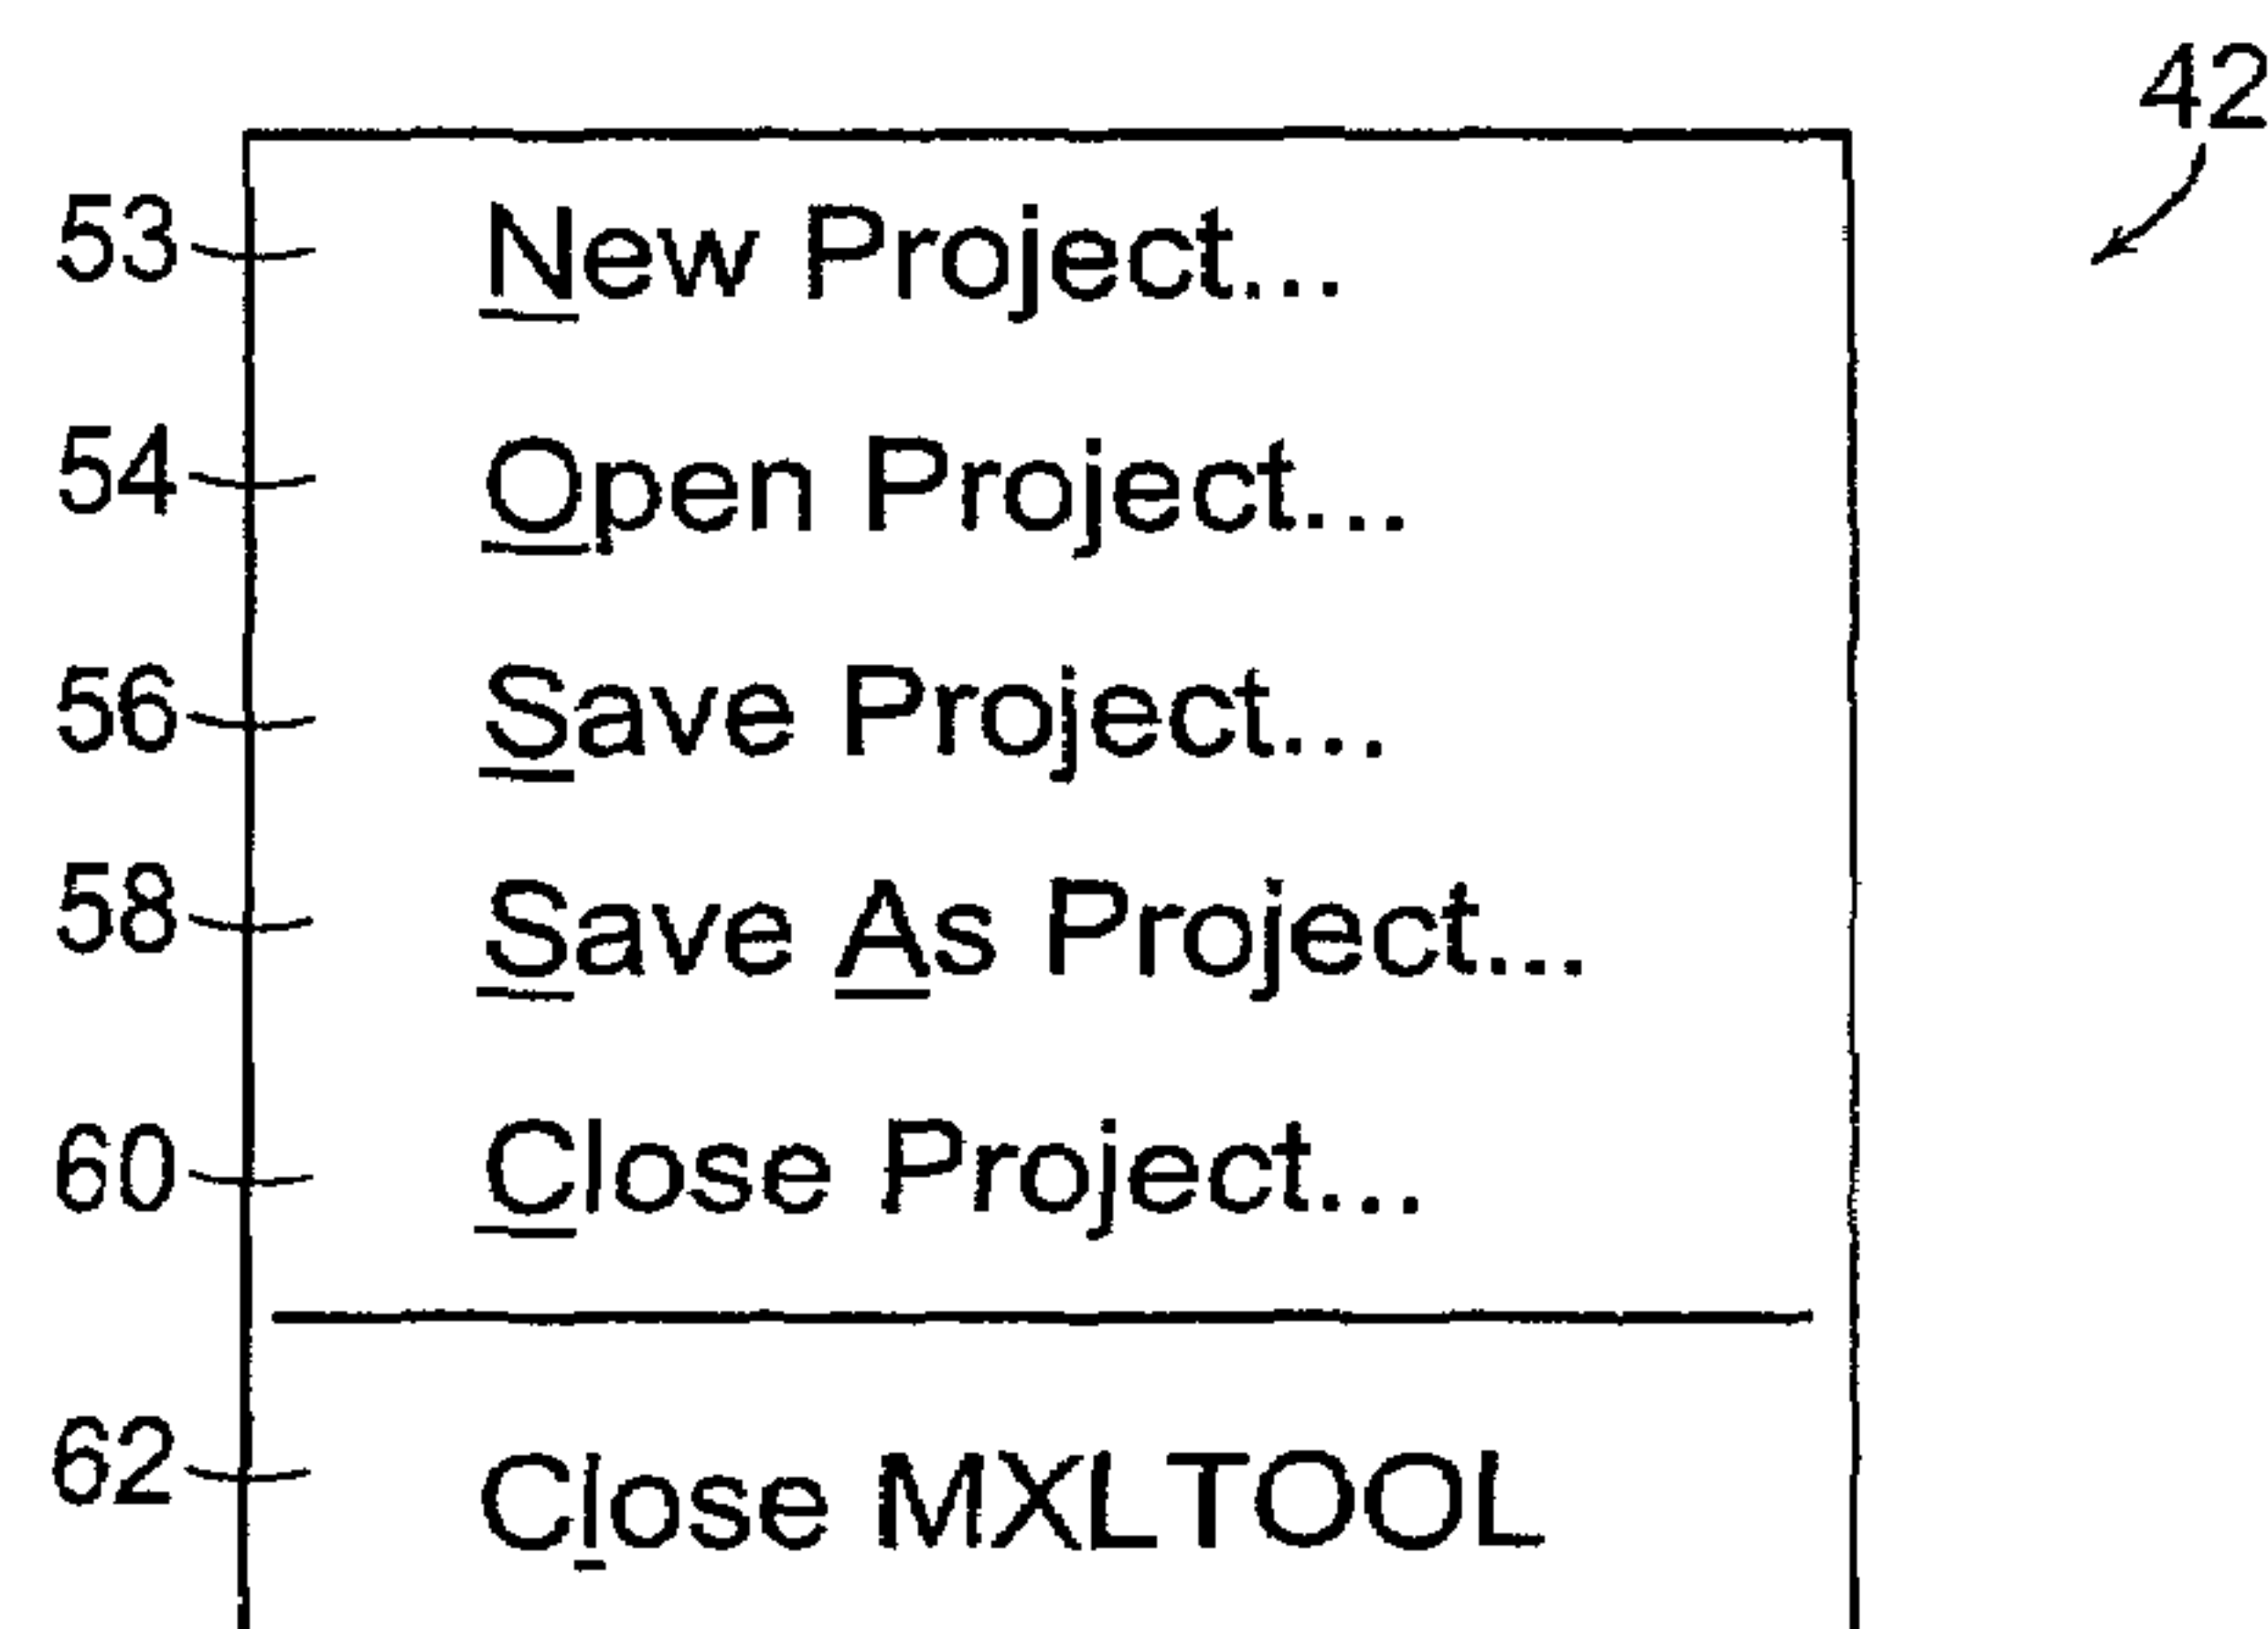 42
53 New Project...
54 Open Project...
56 Save Project...
58 Save As Project...
60 Close Project...
62 Close MXLTOOL